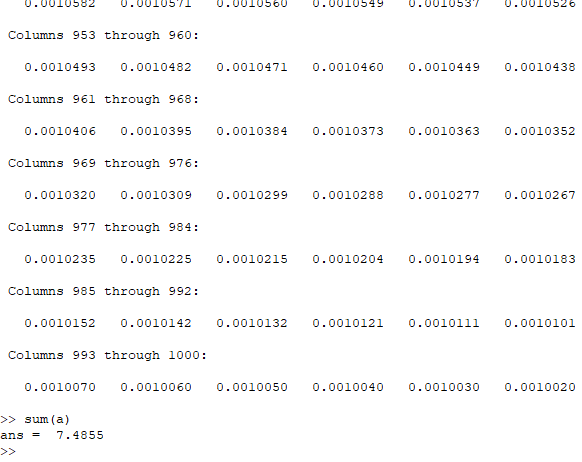 0.0010582 0.0010571 0.0010560 0.0010549 0.0010537 0.0010526
Columns 953 through 960:
0.0010493 0.0010482 0.0010471 0.0010460 0.0010449 0.0010438
Columns 961 through 968:
0.0010406 0.0010395 0.0010384 0.0010373 0.0010363 0.0010352
Columns 969 through 976:
0.0010320 0.0010309 0.0010299 0.0010288 0.0010277 0.0010267
Columns 977 through 984:
0.0010235 0.0010225 0.0010215 0.0010204 0.0010194 0.0010183
Columns 985 through 992:
0.0010152 0.0010142 0.0010132 0.0010121 0.0010111 0.0010101
Columns 993 through 1000:
0.0010070 0.0010060 0.0010050 0.0010040 0.0010030 0.0010020
>> sum(a)
ans = 7.4855
>>